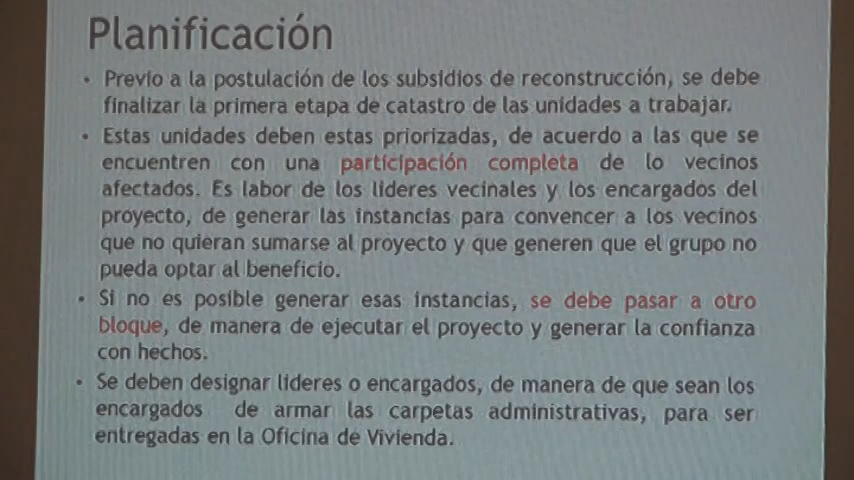 Planificación
• Previo a la postulación de los subsidios de reconstrucción, se debe
finalizar la primera etapa de catastro de las unidades a trabajar.
• Estas unidades deben estas priorizadas, de acuerdo a las que se
encuentren con una participación completa de lo vecinos
afectados. Es labor de los lideres vecinales y los encargados del
proyecto, de generar las instancias para convencer a los vecinos
que no quieran sumarse al proyecto y que generen que el grupo no
pueda optar al beneficio.
• Si no es posible generar esas instancias, se debe pasar a otro
bloque, de manera de ejecutar el proyecto y generar la confianza
con hechos.
• Se deben designar lideres o encargados, de manera de que sean los
encargados de armar las carpetas administrativas, para ser
entregadas en la Oficina de Vivienda.